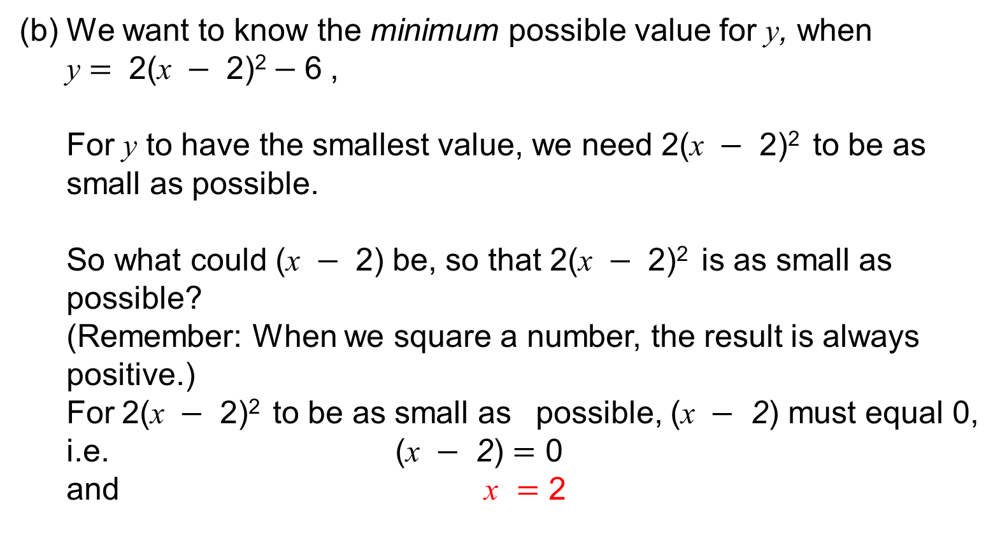 (b) We want to know the minimum possible value for y, when
y = 2(x − 2)² – 6 ,
For y to have the smallest value, we need 2(x − 2)² to be as
small as possible.
So what could (x − 2) be, so that 2(x − 2)² is as small as
possible?
(Remember: When we square a number, the result is always
positive.)
For 2(x − 2)² to be as small as possible, (x − 2) must equal 0,
i.e. (x − 2) = 0
and x = 2